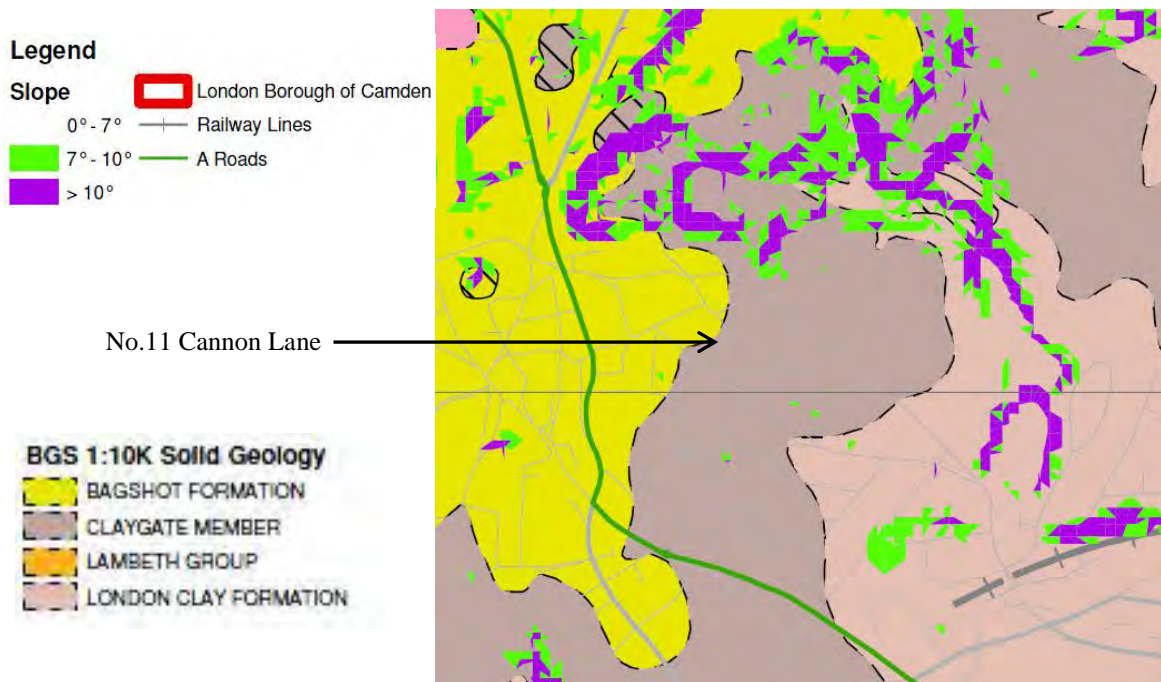 Legend
Slope
London Borough of Camden
0° - 7°
Railway Lines
7° - 10°
A Roads
> 10°
No.11 Cannon Lane
BGS 1:10K Solid Geology
BAGSHOT FORMATION
CLAYGATE MEMBER
LAMBETH GROUP
LONDON CLAY FORMATION